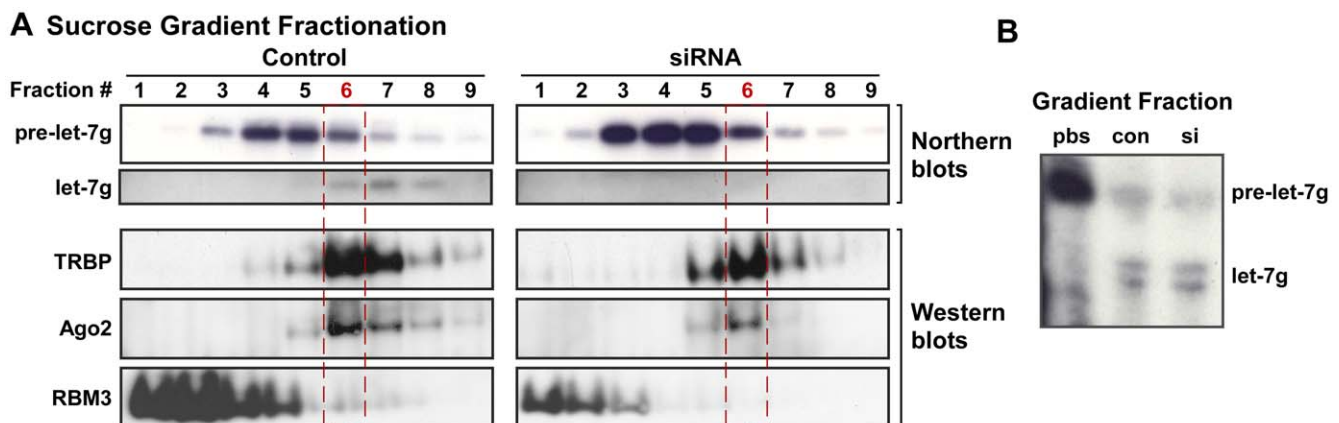 A Sucrose Gradient Fractionation
Control
siRNA
Fraction # 1 2 3 4 5 6 7 8 9
1 2 3 4 5 6 7 8 9
pre-let-7g
let-7g
Northern
blots
TRBP
Ago2
RBM3
Western
blots
B
Gradient Fraction
pbs con si
pre-let-7g
let-7g